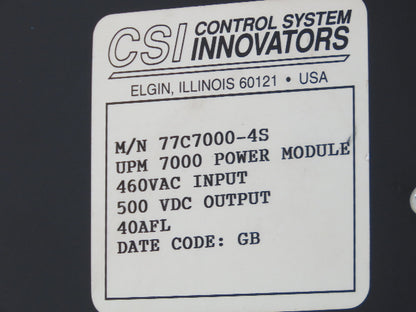 CSI CONTROL SYSTEM
INNOVATORS
ELGIN, ILLINOIS 60121 • USA
M/N 77C7000-4S
UPM 7000 POWER MODULE
460VAC INPUT
500 VDC OUTPUT
40AFL
DATE CODE: GB